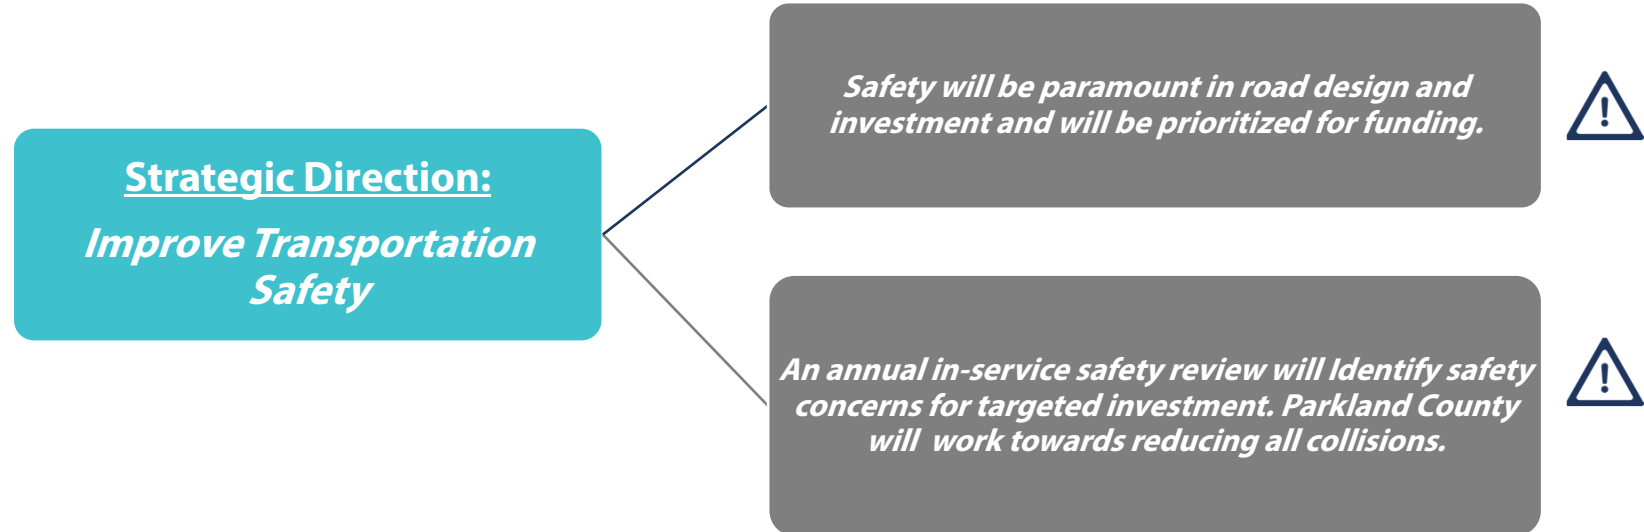 Strategic Direction:
Improve Transportation
Safety
Safety will be paramount in road design and
investment and will be prioritized for funding.
An annual in-service safety review will Identify safety
concerns for targeted investment. Parkland County
will  work towards reducing all collisions.